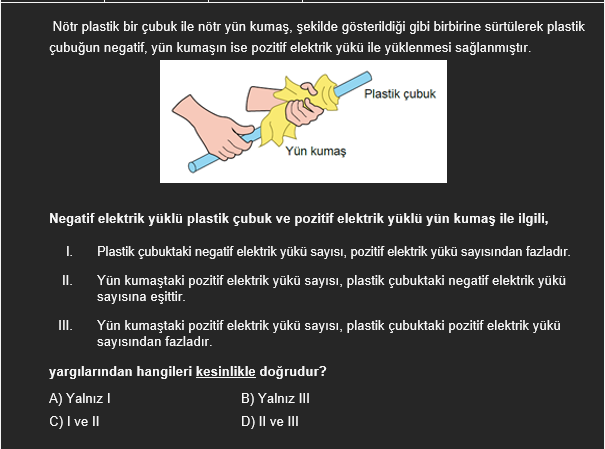 Nötr plastik bir çubuk ile nötr yün kumaş, şekilde gösterildiği gibi birbirine sürtülerek plastik
çubuğun negatif, yün kumaşın ise pozitif elektrik yükü ile yüklenmesi sağlanmıştır.
Plastik çubuk
Yün kumaş
Negatif elektrik yüklü plastik çubuk ve pozitif elektrik yüklü yün kumaş ile ilgili,
I. Plastik çubuktaki negatif elektrik yükü sayısı, pozitif elektrik yükü sayısından fazladır.
II. Yün kumaştaki pozitif elektrik yükü sayısı, plastik çubuktaki negatif elektrik yükü
sayısına eşittir.
III. Yün kumaştaki pozitif elektrik yükü sayısı, plastik çubuktaki pozitif elektrik yükü
sayısından fazladır.
yargılarından hangileri kesinlikle doğrudur?
A) Yalnız I B) Yalnız III
C) I ve II D) II ve III